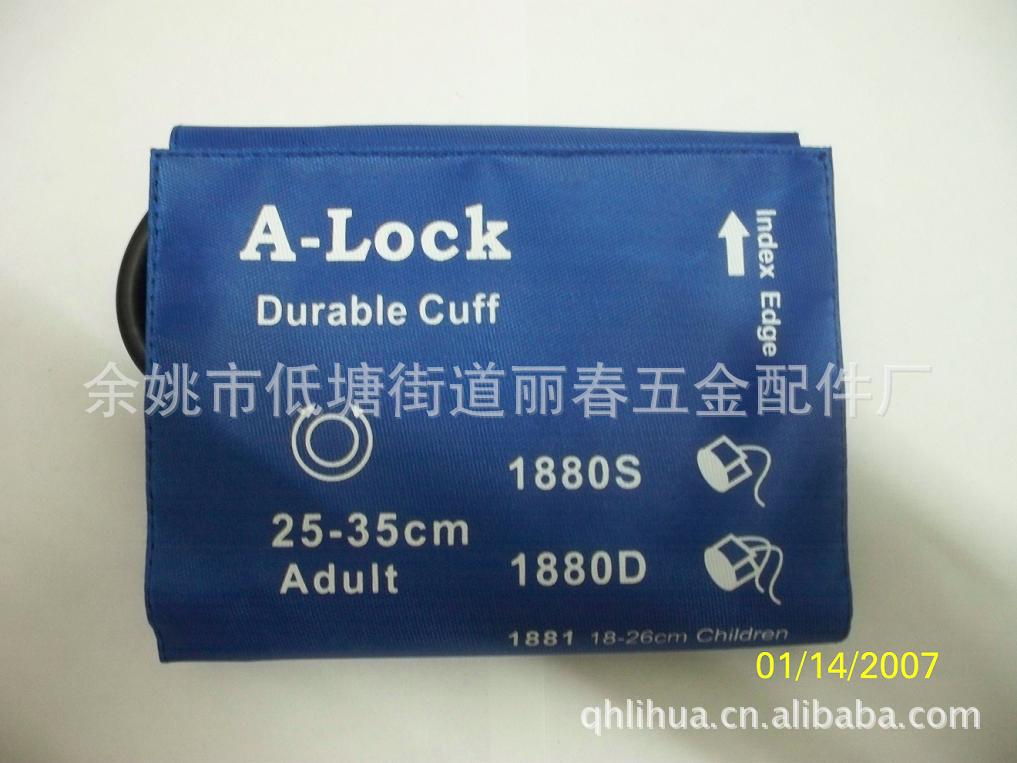 A-Lock
Durable Cuff
Index Edge
余姚市低塘街道丽春五金配件厂
1880S
25-35cm
Adult
1880D
1881 18-26cm Children
01/14/2007
qhlihua.cn.alibaba.com